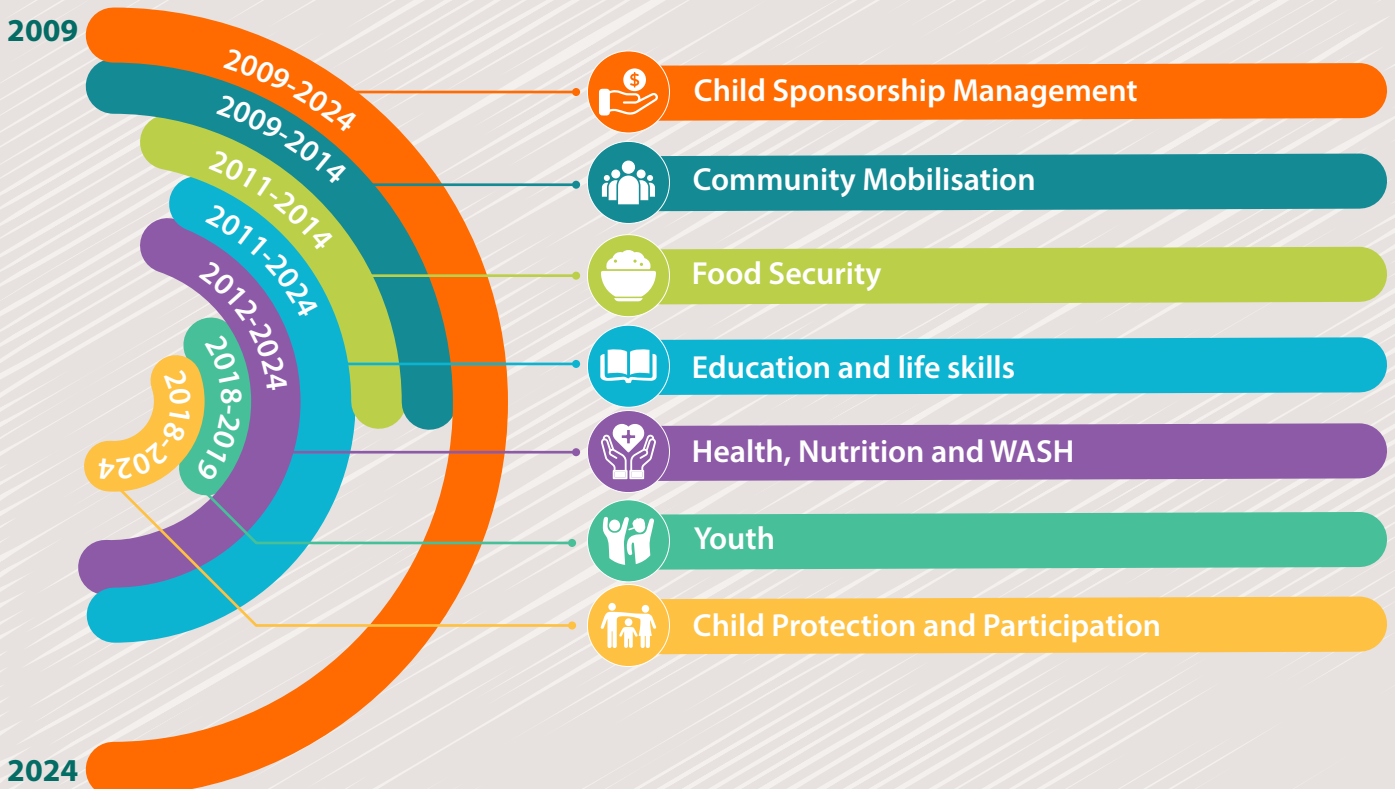 2009
2009-2024
2009-2014
2011-2014
2011-2024
2012-2024
2018-2019
2018-2024
2024
$
Child Sponsorship Management
Community Mobilisation
Food Security
Education and life skills
Health, Nutrition and WASH
Youth
Child Protection and Participation